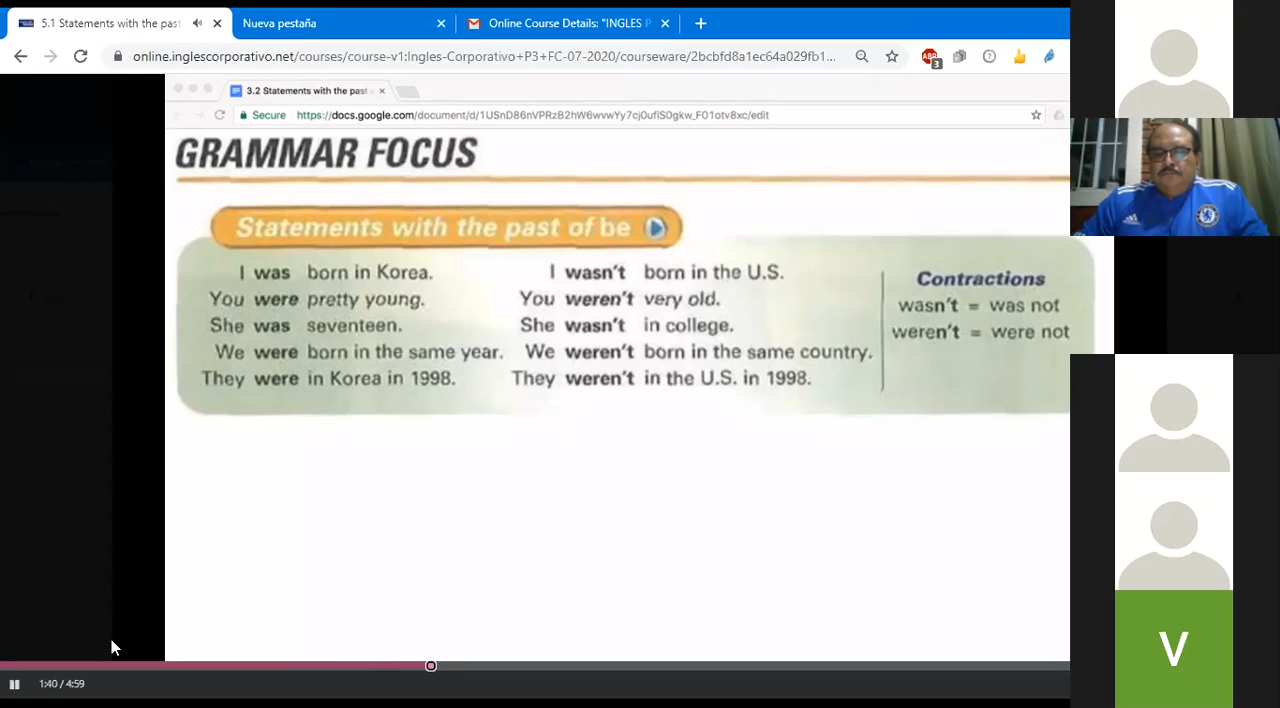 5.1 Statements with the past
Nueva pestaña
Online Course Details: "INGLES P
online.inglescorporativo.net/courses/course-v1:Ingles-Corporativo+P3+FC-07-2020/courseware/2bcbfd8a1ec64a029fb1...
3
3.2 Statements with the past
Secure https://docs.google.com/document/d/1USnD86nVPRzB2hW6wvwYy7cj0ufiS0gkw_F01otv8xc/edit
GRAMMAR FOCUS
Statements with the past of be
I was born in Korea.
You were pretty young.
She was seventeen.
We were born in the same year.
They were in Korea in 1998.
I wasn't born in the U.S.
You weren't very old.
She wasn't in college.
We weren't born in the same country.
They weren't in the U.S. in 1998.
Contractions
wasn't = was not
weren't = were not
V
1:40 / 4:59